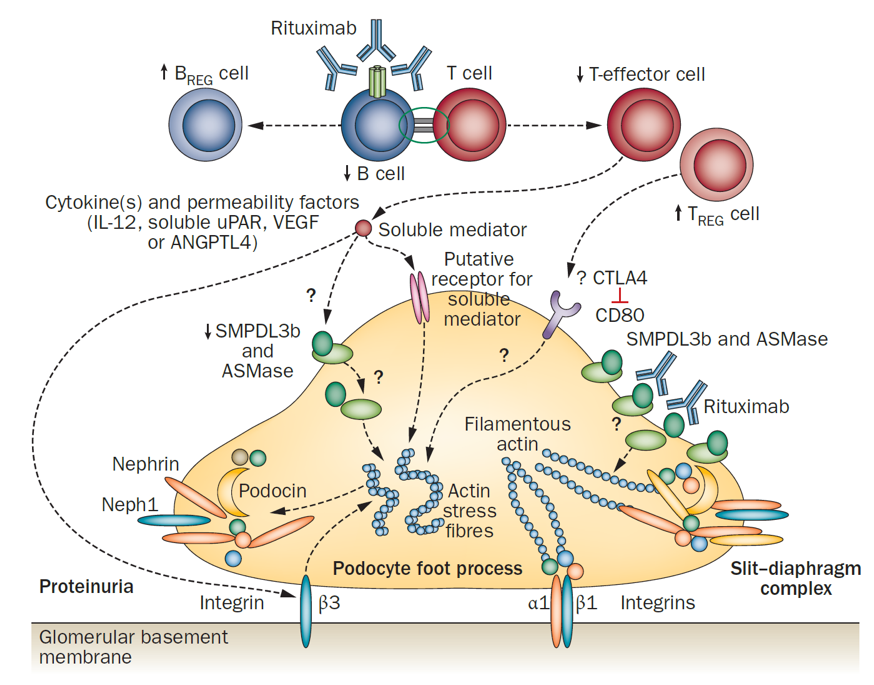 Rituximab
↑ BREG cell
T cell
↓ T-effector cell
↓ B cell
Cytokine(s) and permeability factors
(IL-12, soluble uPAR, VEGF
or ANGPTL4)
↑ TREG cell
Soluble mediator
Putative
receptor for
soluble
mediator
? CTLA4
CD80
?
↓ SMPDL3b
and
ASMase
SMPDL3b and ASMase
?
?
Rituximab
?
Filamentous
actin
Nephrin
Podocin
Neph1
Actin
stress
fibres
Podocyte foot process
Slit–diaphragm
complex
Proteinuria
Integrin
β3
α1
β1
Integrins
Glomerular basement
membrane